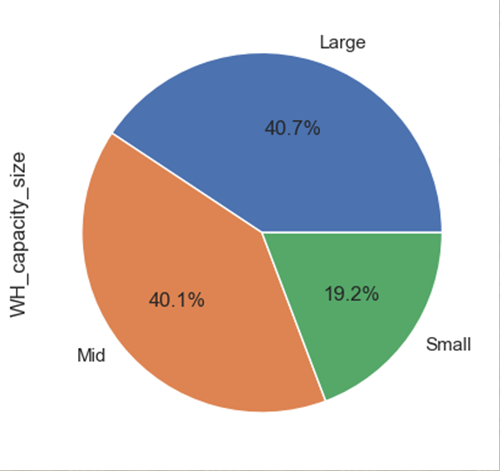 Large
40.7%
WH_capacity_size
40.1%
19.2%
Mid
Small